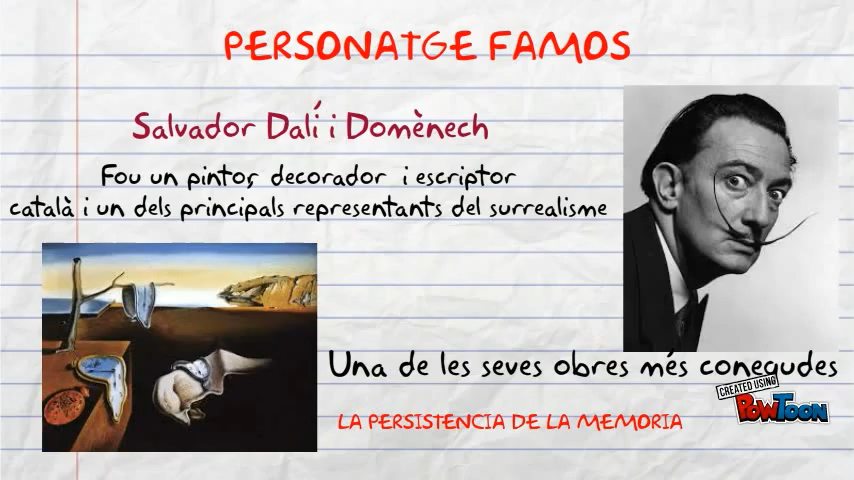 PERSONATGE FAMOS
Salvador Dalí i Domènech
Fou un pintor, decorador i escriptor
català i un dels principals representants del surrealisme
Una de les seves obres més conegudes
CREATED USING
POWTOON
LA PERSISTENCIA DE LA MEMORIA